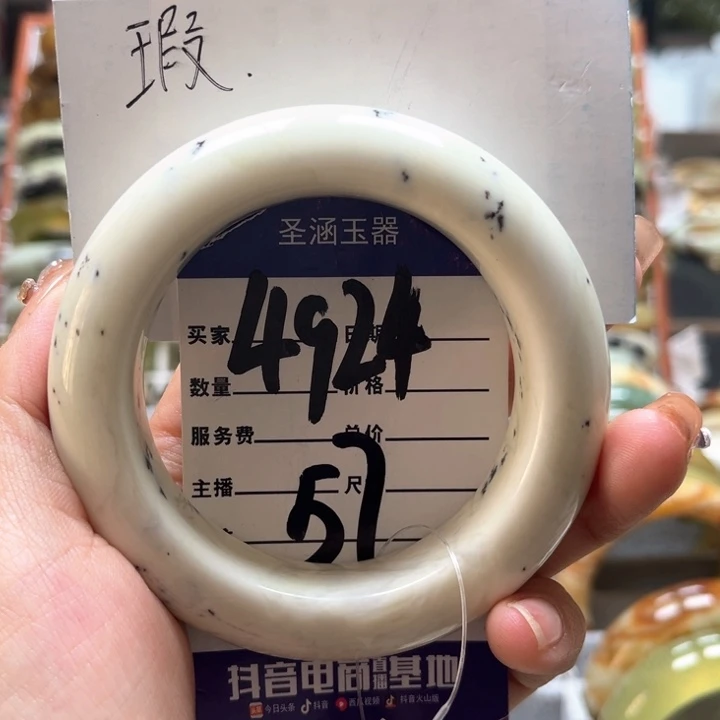 瑕.
圣涵玉器
买家 4924 日期
数量 价格
服务费 总价
主播 尺
57
抖音电商直播基地
今日头条 抖音 西瓜视频 抖音火山版